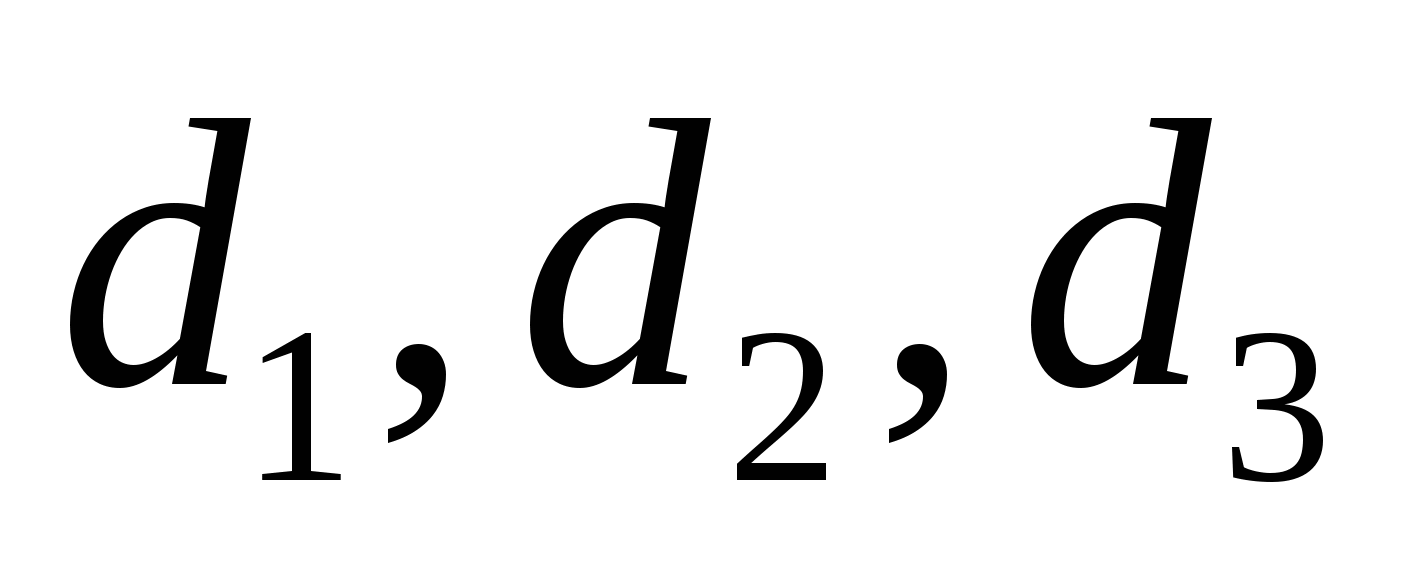 d₁, d₂, d₃